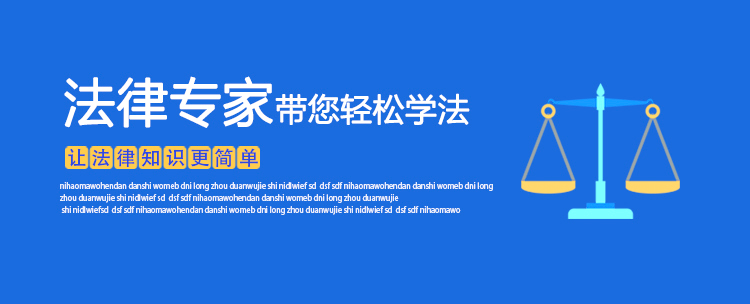 法律专家带您轻松学法
让法律知识更简单
nihaomawohendan danshi womeb dni long zhou duanwujie shi nidlwief sd dsf sdf nihaomawohendan danshi womeb dni long
zhou duanwujie shi nidlwief sd dsf sdf nihaomawohendan danshi womeb dni long zhou duanwujie
shi nidlwiefsd dsf sdf nihaomawohendan danshi womeb dni long zhou duanwujie shi nidlwief sd dsf sdf nihaomawo